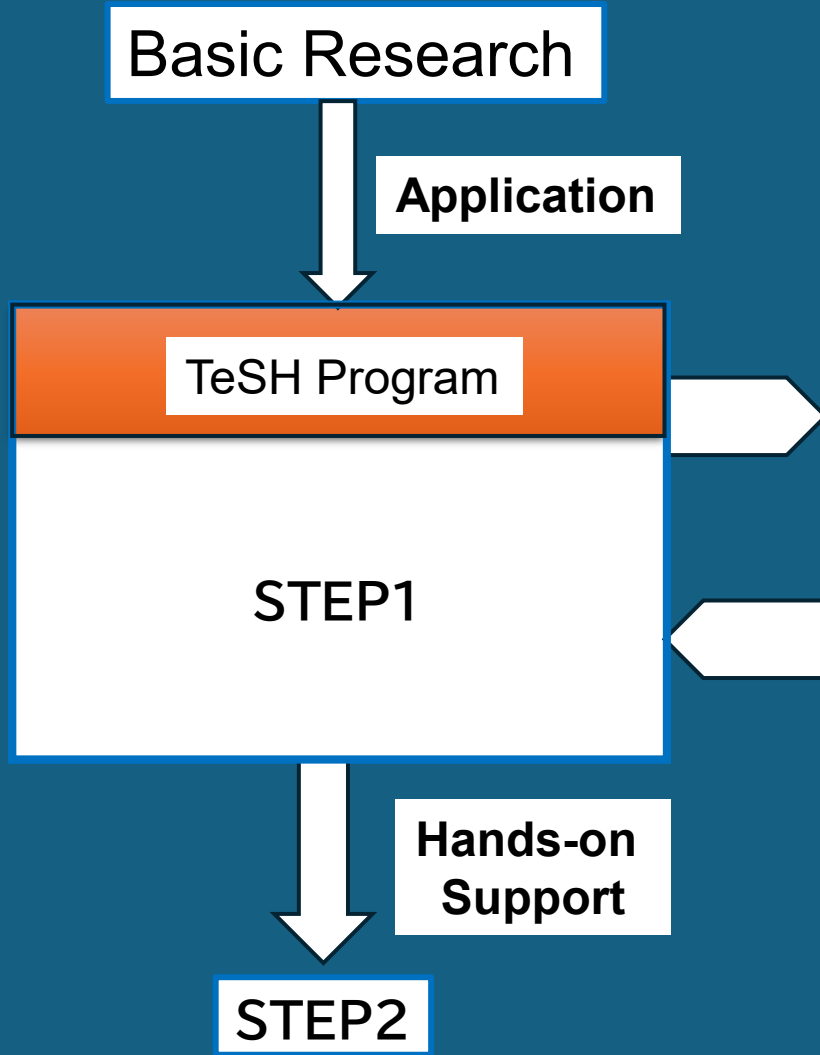 Basic Research
Application
TeSH Program
STEP1
Hands-on
Support
STEP2